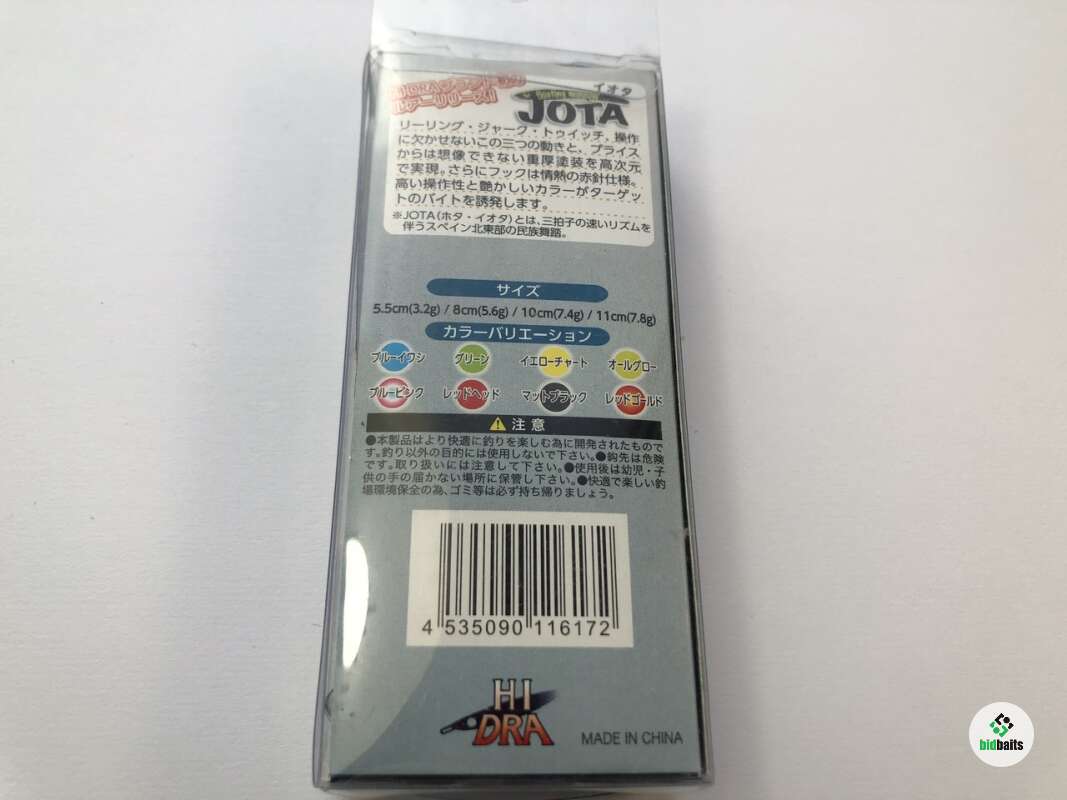 イオタ
JOTA
リーリング・ジャーク・トゥイッチ、操作
に欠かせないこの三つの動きと、プライス
からは想像できない重厚塗装を高次元
で実現。さらにフックは情熱の赤針仕様。
高い操作性と艶かしいカラーがターゲッ
トのバイトを誘発します。
※JOTA(ホタ・イオタ)とは、三拍子の速いリズムを
伴うスペイン北東部の民族舞踏。
サイズ
5.5cm(3.2g) / 8cm(5.6g) / 10cm(7.4g) / 11cm(7.8g)
カラーバリエーション
ブルーイワシ グリーン イエローチャート オールグロー
ブルーピンク レッドヘッド マットブラック レッドゴールド
注意
●本製品はより快適に釣りを楽しむ為に開発されたもので
す。釣り以外の目的には使用しないで下さい。●鈎先は危険
です。取り扱いには注意して下さい。●使用後は幼児・子
供の手の届かない場所に保管し下さい。●快適で楽しい釣
場環境保全の為、ゴミ等は必ず持ち帰りましょう。
4 535090 116172
HI
DRA
MADE IN CHINA
bidbaits